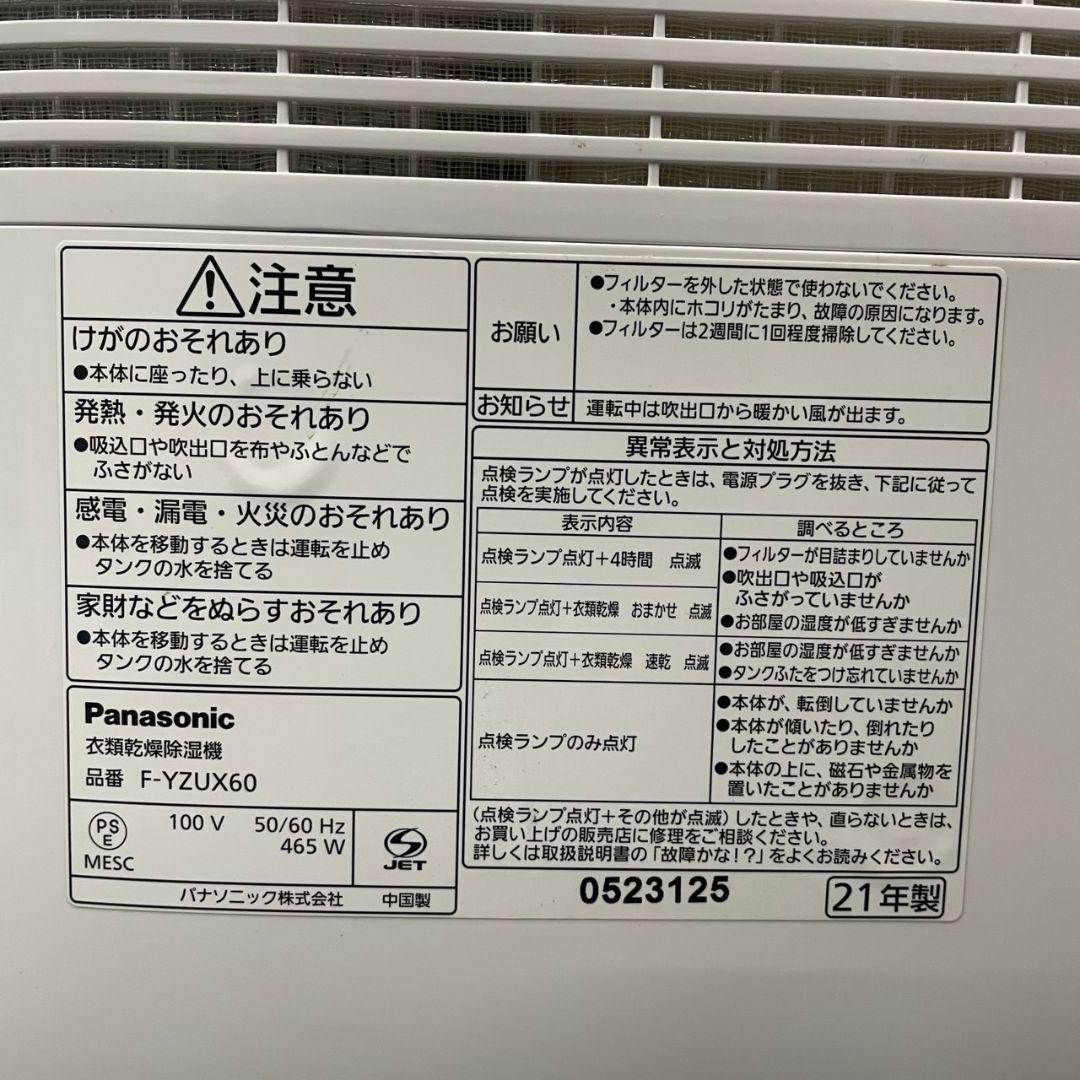 注意
けがのおそれあり
●本体に座ったり、上に乗らない
発熱・発火のおそれあり
●吸込口や吹出口を布やふとんなどで
ふさがない
感電・漏電・火災のおそれあり
●本体を移動するときは運転を止め
タンクの水を捨てる
家財などをぬらすおそれあり
●本体を移動するときは運転を止め
タンクの水を捨てる
Panasonic
衣類乾燥除湿機
品番 F-YZUX60
PS
E
MESC
100 V 50/60 Hz
465 W
JET
パナソニック株式会社 中国製
お願い
●フィルターを外した状態で使わないでください。
・本体内にホコリがたまり、故障の原因になります。
●フィルターは2週間に1回程度掃除してください。
お知らせ
運転中は吹出口から暖かい風が出ます。
異常表示と対処方法
点検ランプが点灯したときは、電源プラグを抜き、下記に従って
点検を実施してください。
表示内容
調べるところ
点検ランプ点灯＋4時間 点滅
点検ランプ点灯＋衣類乾燥 おまかせ 点滅
●フィルターが目詰まりしていませんか
●吹出口や吸込口が
ふさがっていませんか
●お部屋の湿度が低すぎませんか
点検ランプ点灯＋衣類乾燥 速乾 点滅
●お部屋の湿度が低すぎませんか
●タンクふたをつけ忘れていませんか
点検ランプのみ点灯
●本体が、転倒していませんか
●本体が傾いたり、倒れたり
したことがありませんか
●本体の上に、磁石や金属物を
置いたことがありませんか
(点検ランプ点灯＋その他が点滅)したときや、直らないときは、
お買い上げの販売店に修理をご相談ください。
詳しくは取扱説明書の「故障かな!?」をよくお読みください。
0523125
21年製